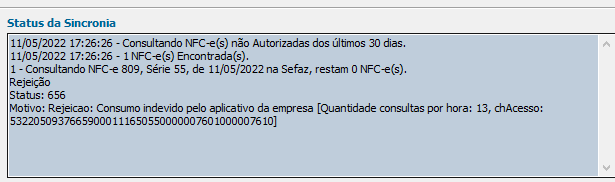 Status da Sincronia
11/05/2022 17:26:26 - Consultando NFC-e(s) não Autorizadas dos últimos 30 dias.
11/05/2022 17:26:26 - 1 NFC-e(s) Encontrada(s).
1 - Consultando NFC-e 809, Série 55, de 11/05/2022 na Sefaz, restam 0 NFC-e(s).
Rejeição
Status: 656
Motivo: Rejeicao: Consumo indevido pelo aplicativo da empresa [Quantidade consultas por hora: 13, chAcesso:
53220509376659000111650550000007601000007610]